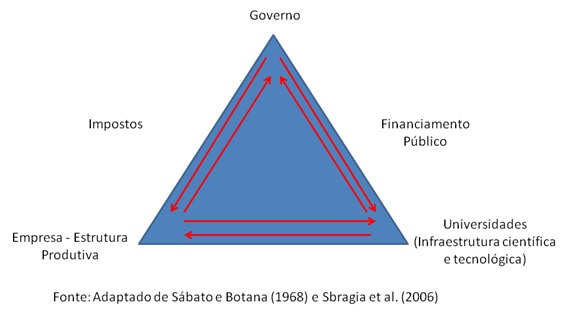 Governo
Impostos
Financiamento
Público
Empresa - Estrutura
Produtiva
Universidades
(Infraestrutura científica
e tecnológica)
Fonte: Adaptado de Sábato e Botana (1968) e Sbragia et al. (2006)